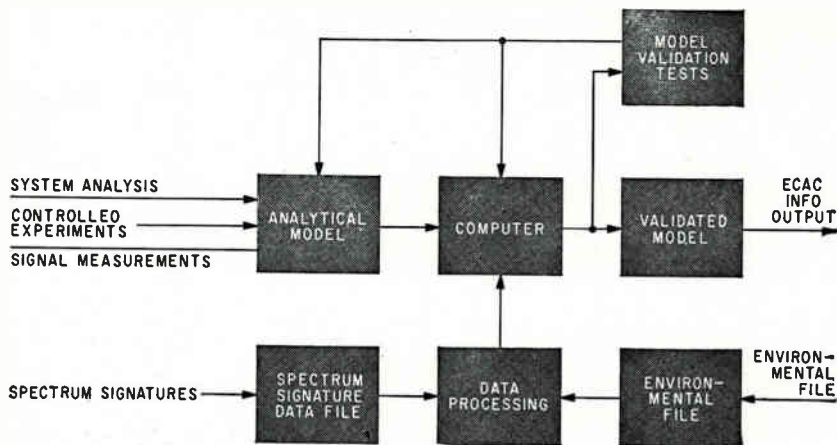 MODEL
VALIDATION
TESTS
SYSTEM ANALYSIS
CONTROLLED
EXPERIMENTS
SIGNAL MEASUREMENTS
ANALYTICAL
MODEL
COMPUTER
VALIDATED
MODEL
ECAC
INFO
OUTPUT
SPECTRUM SIGNATURES
SPECTRUM
SIGNATURE
DATA FILE
DATA
PROCESSING
ENVIRON-
MENTAL
FILE
ENVIRON-
MENTAL
FILE